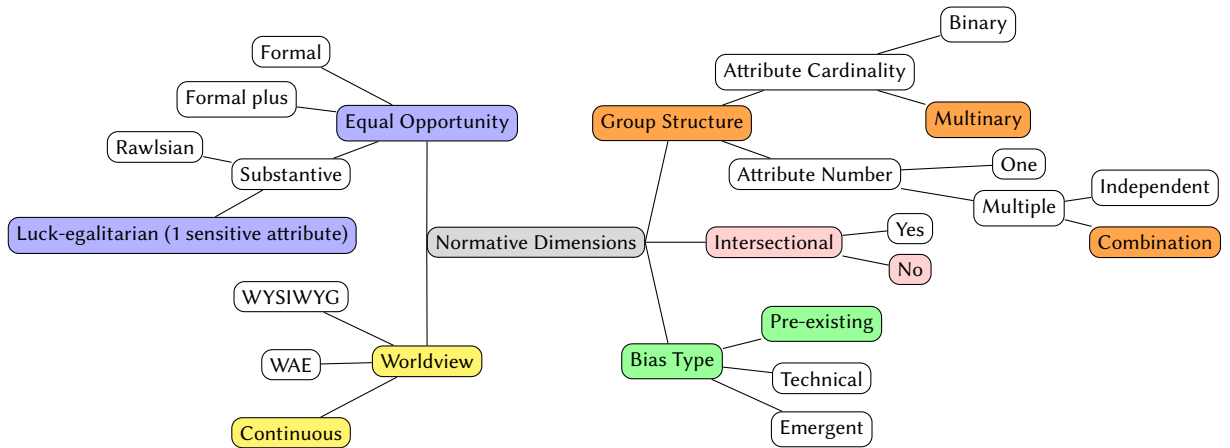 Formal
Formal plus
Equal Opportunity
Rawlsian
Substantive
Luck-egalitarian (1 sensitive attribute)
Normative Dimensions
WYSIWYG
WAE
Worldview
Continuous
Binary
Attribute Cardinality
Group Structure
Multinary
Attribute Number
One
Multiple
Independent
Combination
Intersectional
Yes
No
Pre-existing
Bias Type
Technical
Emergent